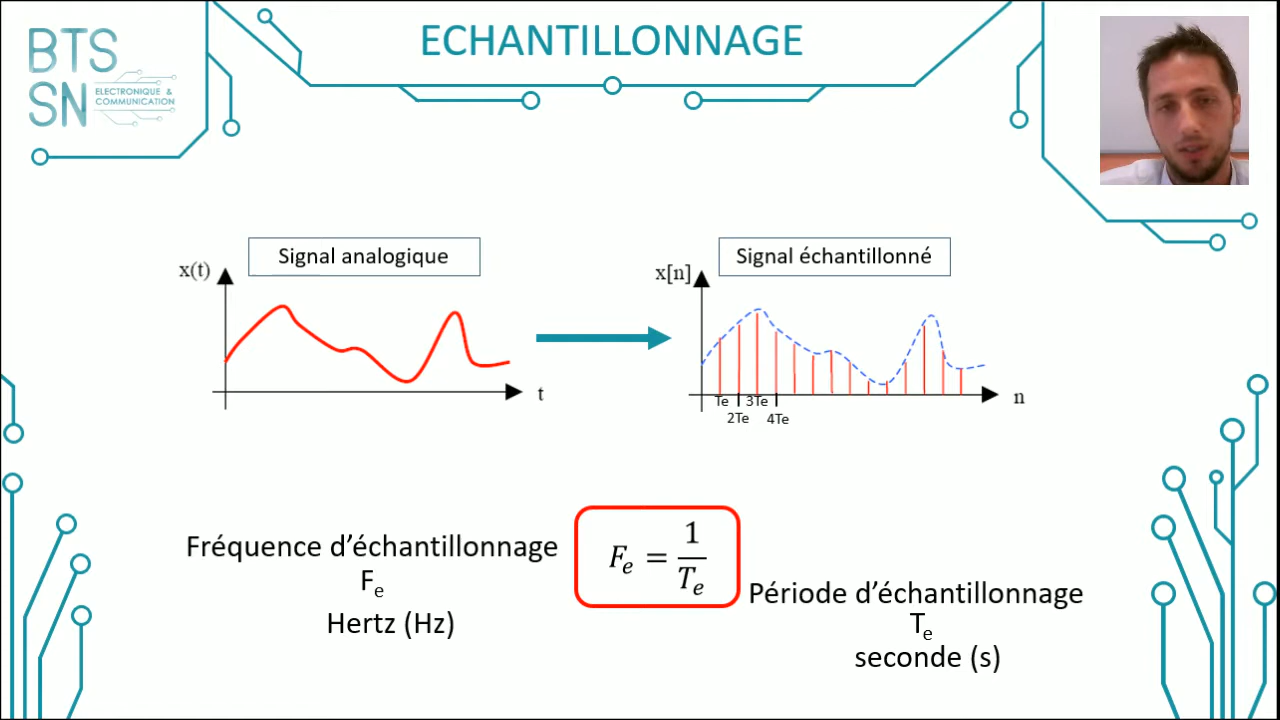 BTS
SN
ELECTRONIQUE &
COMMUNICATION
ECHANTILLONNAGE
Signal analogique
x(t)
t
Signal échantillonné
x[n]
n
Te
3Te
2Te
4Te
Fréquence d’échantillonnage
Fe
Hertz (Hz)
Fe = 1/Te
Période d’échantillonnage
Te
seconde (s)